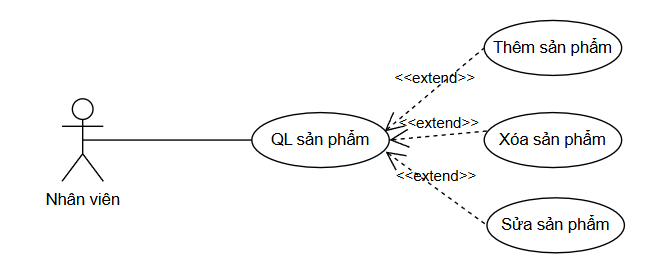 Thêm sản phẩm
<<extend>>
<<extend>>
QL sản phẩm
Xóa sản phẩm
<<extend>>
Nhân viên
Sửa sản phẩm